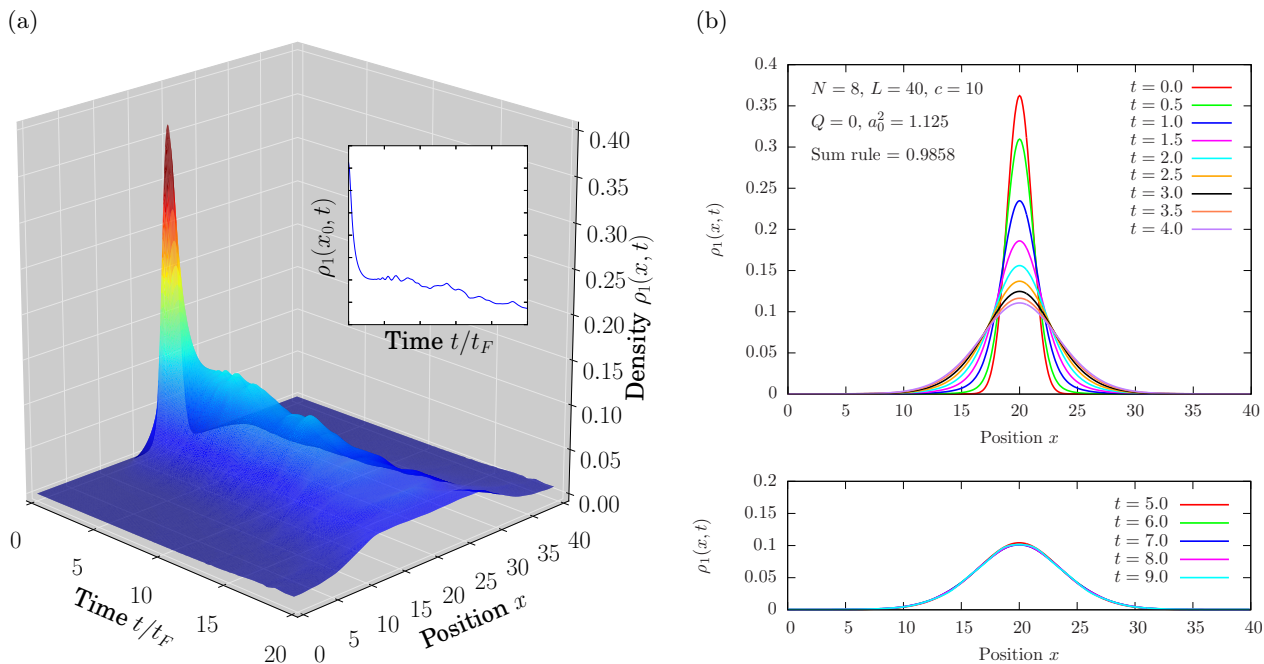 (a)
0.40
0.35
0.30
0.25
0.20
0.15
0.10
0.05
0.00
Density ρ₁(x, t)
ρ₁(x₀, t)
Time t/t_F
0
5
10
15
20
Time t/t_F
0
5
10
15
20
25
30
35
40
Position x
(b)
0.4
0.35
0.3
0.25
0.2
0.15
0.1
0.05
0
ρ₁(x, t)
N = 8, L = 40, c = 10
Q = 0, a₀² = 1.125
Sum rule = 0.9858
t = 0.0
t = 0.5
t = 1.0
t = 1.5
t = 2.0
t = 2.5
t = 3.0
t = 3.5
t = 4.0
0 5 10 15 20 25 30 35 40
Position x
0.2
0.15
0.1
0.05
0
ρ₁(x, t)
t = 5.0
t = 6.0
t = 7.0
t = 8.0
t = 9.0
0 5 10 15 20 25 30 35 40
Position x